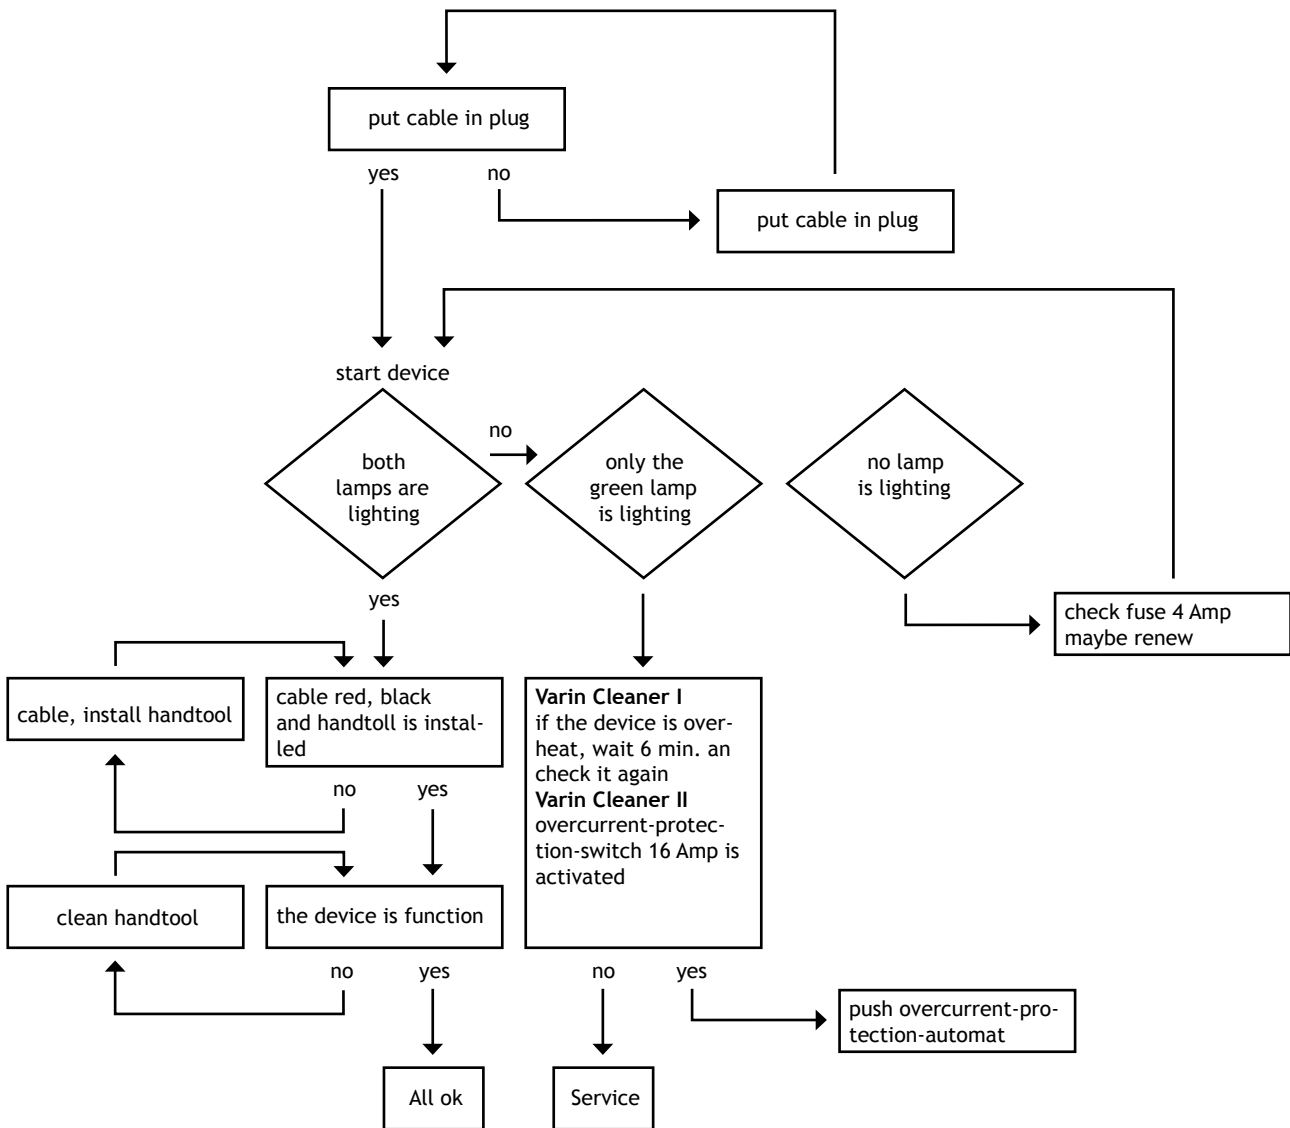 put cable in plug
yes
no
put cable in plug
start device
no
both
lamps are
lighting
only the
green lamp
is lighting
no lamp
is lighting
yes
check fuse 4 Amp
maybe renew
cable, install handtool
cable red, black
and handtoll is instal-
led
Varin Cleaner I
if the device is over-
heat, wait 6 min. an
check it again
Varin Cleaner II
overcurrent-protec-
tion-switch 16 Amp is
activated
no
yes
clean handtool
the device is function
no
yes
no
yes
push overcurrent-pro-
tection-automat
All ok
Service